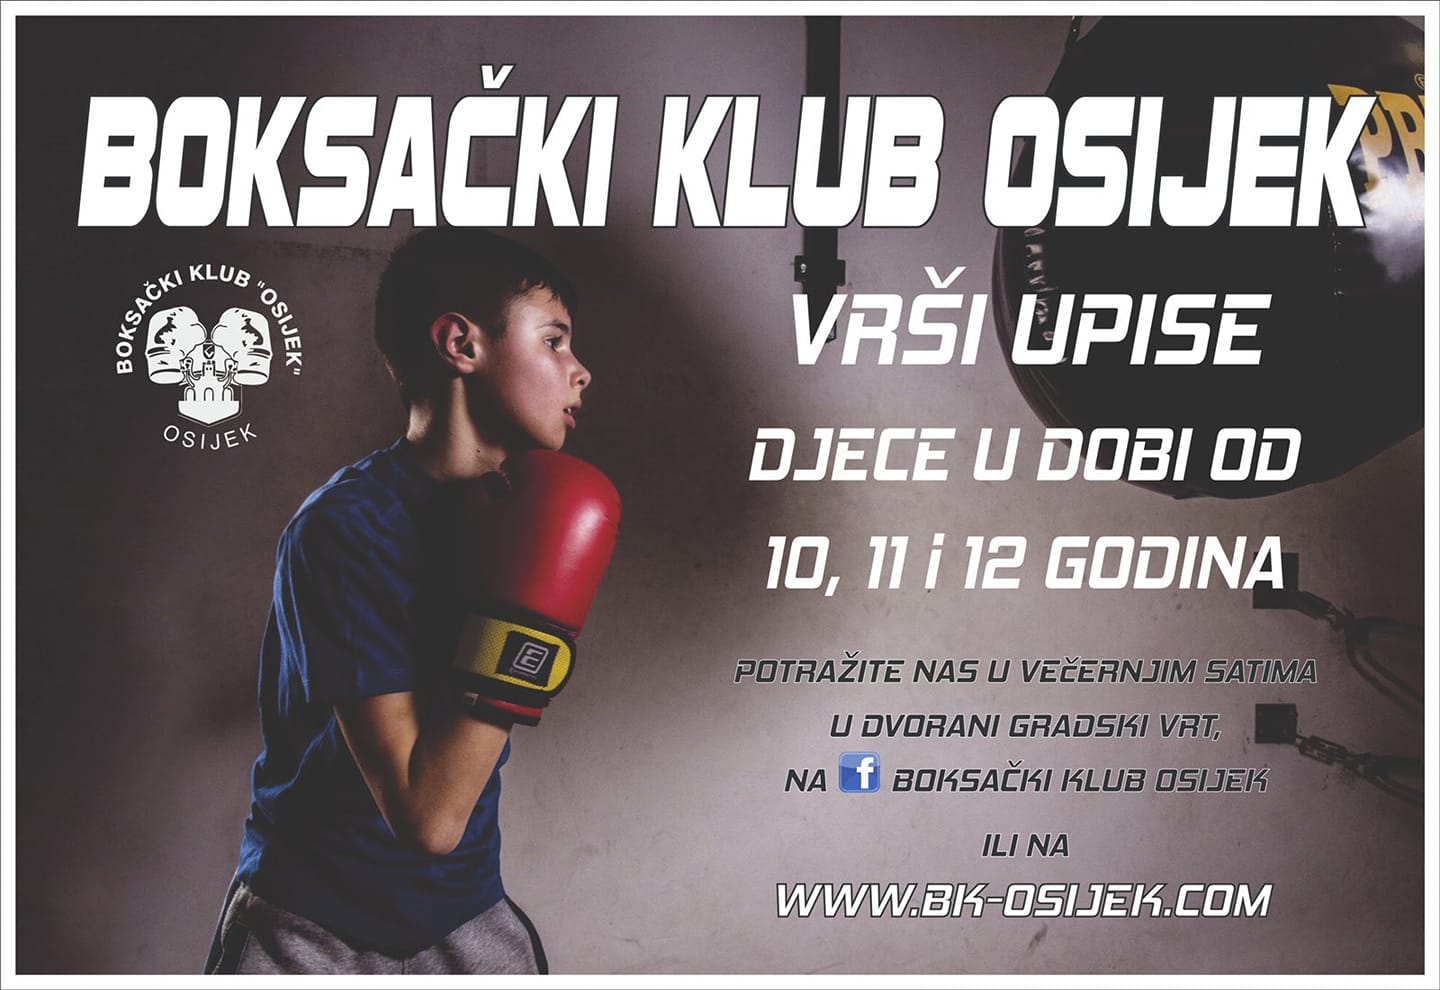 BOKSAČKI KLUB OSIJEK
BOKSAČKI KLUB "OSIJEK"
OSIJEK
VRŠI UPISE
DJECE U DOBI OD
10, 11 i 12 GODINA
POTRAŽITE NAS U VEČERNJIM SATIMA
U DVORANI GRADSKI VRT,
NA f BOKSAČKI KLUB OSIJEK
ILI NA
WWW.BK-OSIJEK.COM